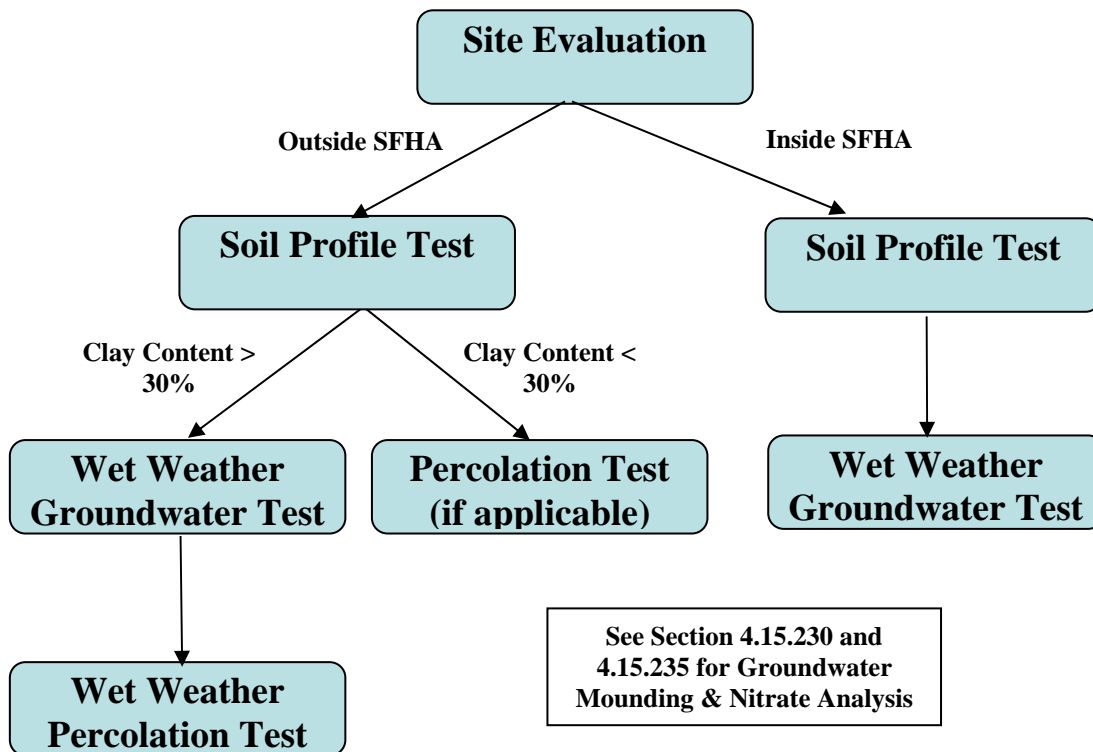 Site Evaluation
Outside SFHA
Inside SFHA
Soil Profile Test
Soil Profile Test
Clay Content >
30%
Clay Content <
30%
Wet Weather
Groundwater Test
Percolation Test
(if applicable)
Wet Weather
Groundwater Test
See Section 4.15.230 and
4.15.235 for Groundwater
Mounding & Nitrate Analysis
Wet Weather
Percolation Test